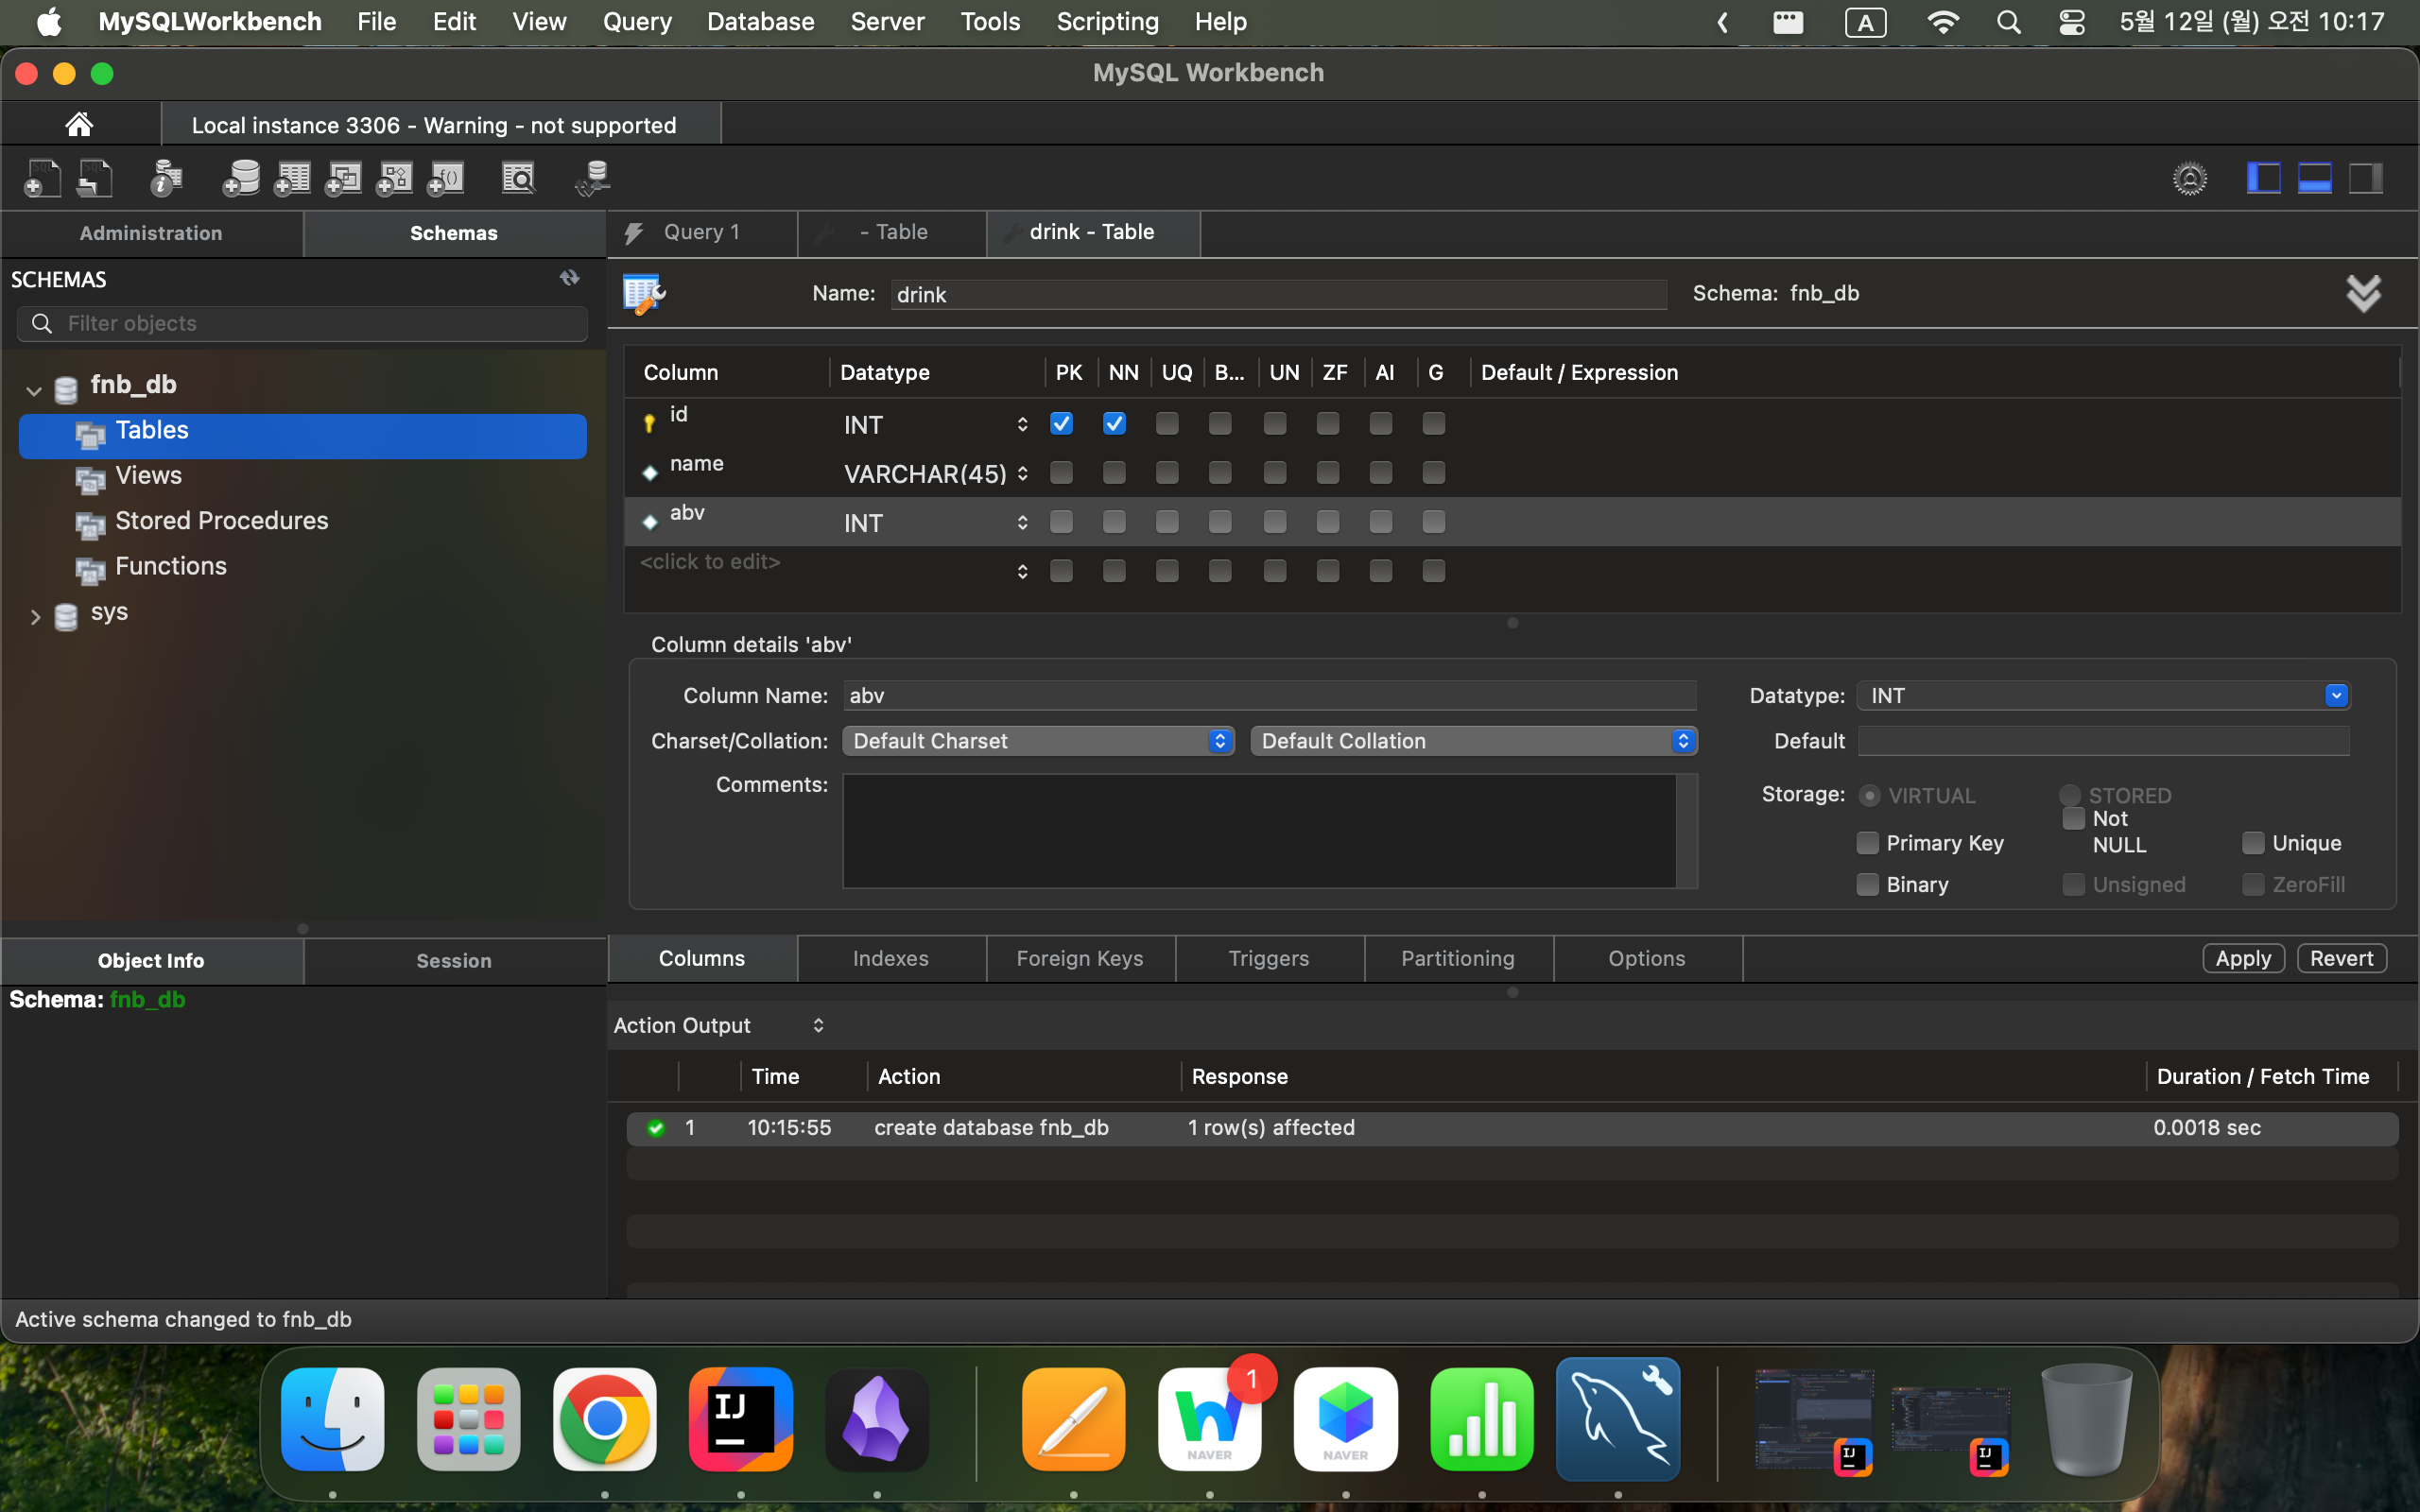 MySQLWorkbench File Edit View Query Database Server Tools Scripting Help A 5월 12일 (월) 오전 10:17
MySQL Workbench
Local instance 3306 - Warning - not supported
Administration Schemas
Query 1 - Table drink - Table
SCHEMAS
Filter objects
Name: drink Schema: fnb_db
fnb_db
Tables
Views
Stored Procedures
Functions
sys
Column Datatype PK NN UQ B... UN ZF AI G Default / Expression
id INT
name VARCHAR(45)
abv INT
<click to edit>
Column details 'abv'
Column Name: abv Datatype: INT
Charset/Collation: Default Charset Default Collation Default
Comments: Storage: VIRTUAL STORED
Primary Key Not NULL Unique
Binary Unsigned ZeroFill
Object Info Session
Schema: fnb_db
Columns Indexes Foreign Keys Triggers Partitioning Options Apply Revert
Action Output
Time Action Response Duration / Fetch Time
1 10:15:55 create database fnb_db 1 row(s) affected 0.0018 sec
Active schema changed to fnb_db
1
IJ NAVER NAVER IJ IJ